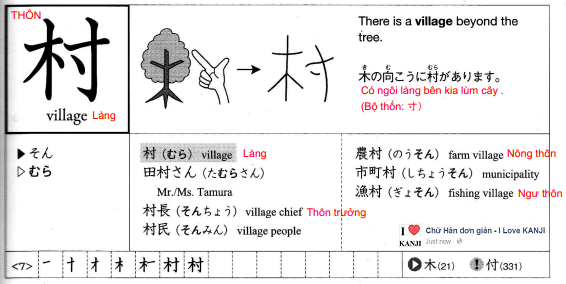 THÔN
村
village Làng
There is a village beyond the
tree.
木の向こうに村があります。
き む むら
Có ngôi làng bên kia lùm cây .
(Bộ thốn: 寸)
▶そん
▷むら
村（むら） village Làng
田村さん（たむらさん）
Mr./Ms. Tamura
村長（そんちょう） village chief Thôn trưởng
村民（そんみん） village people
農村（のうそん） farm village Nông thôn
市町村（しちょうそん） municipality
漁村（ぎょそん） fishing village Ngư thôn
I ❤ KANJI
Chữ Hán đơn giản - I Love KANJI
Just now
<7> 一 十 才 木 村 村
木(21) 付(331)